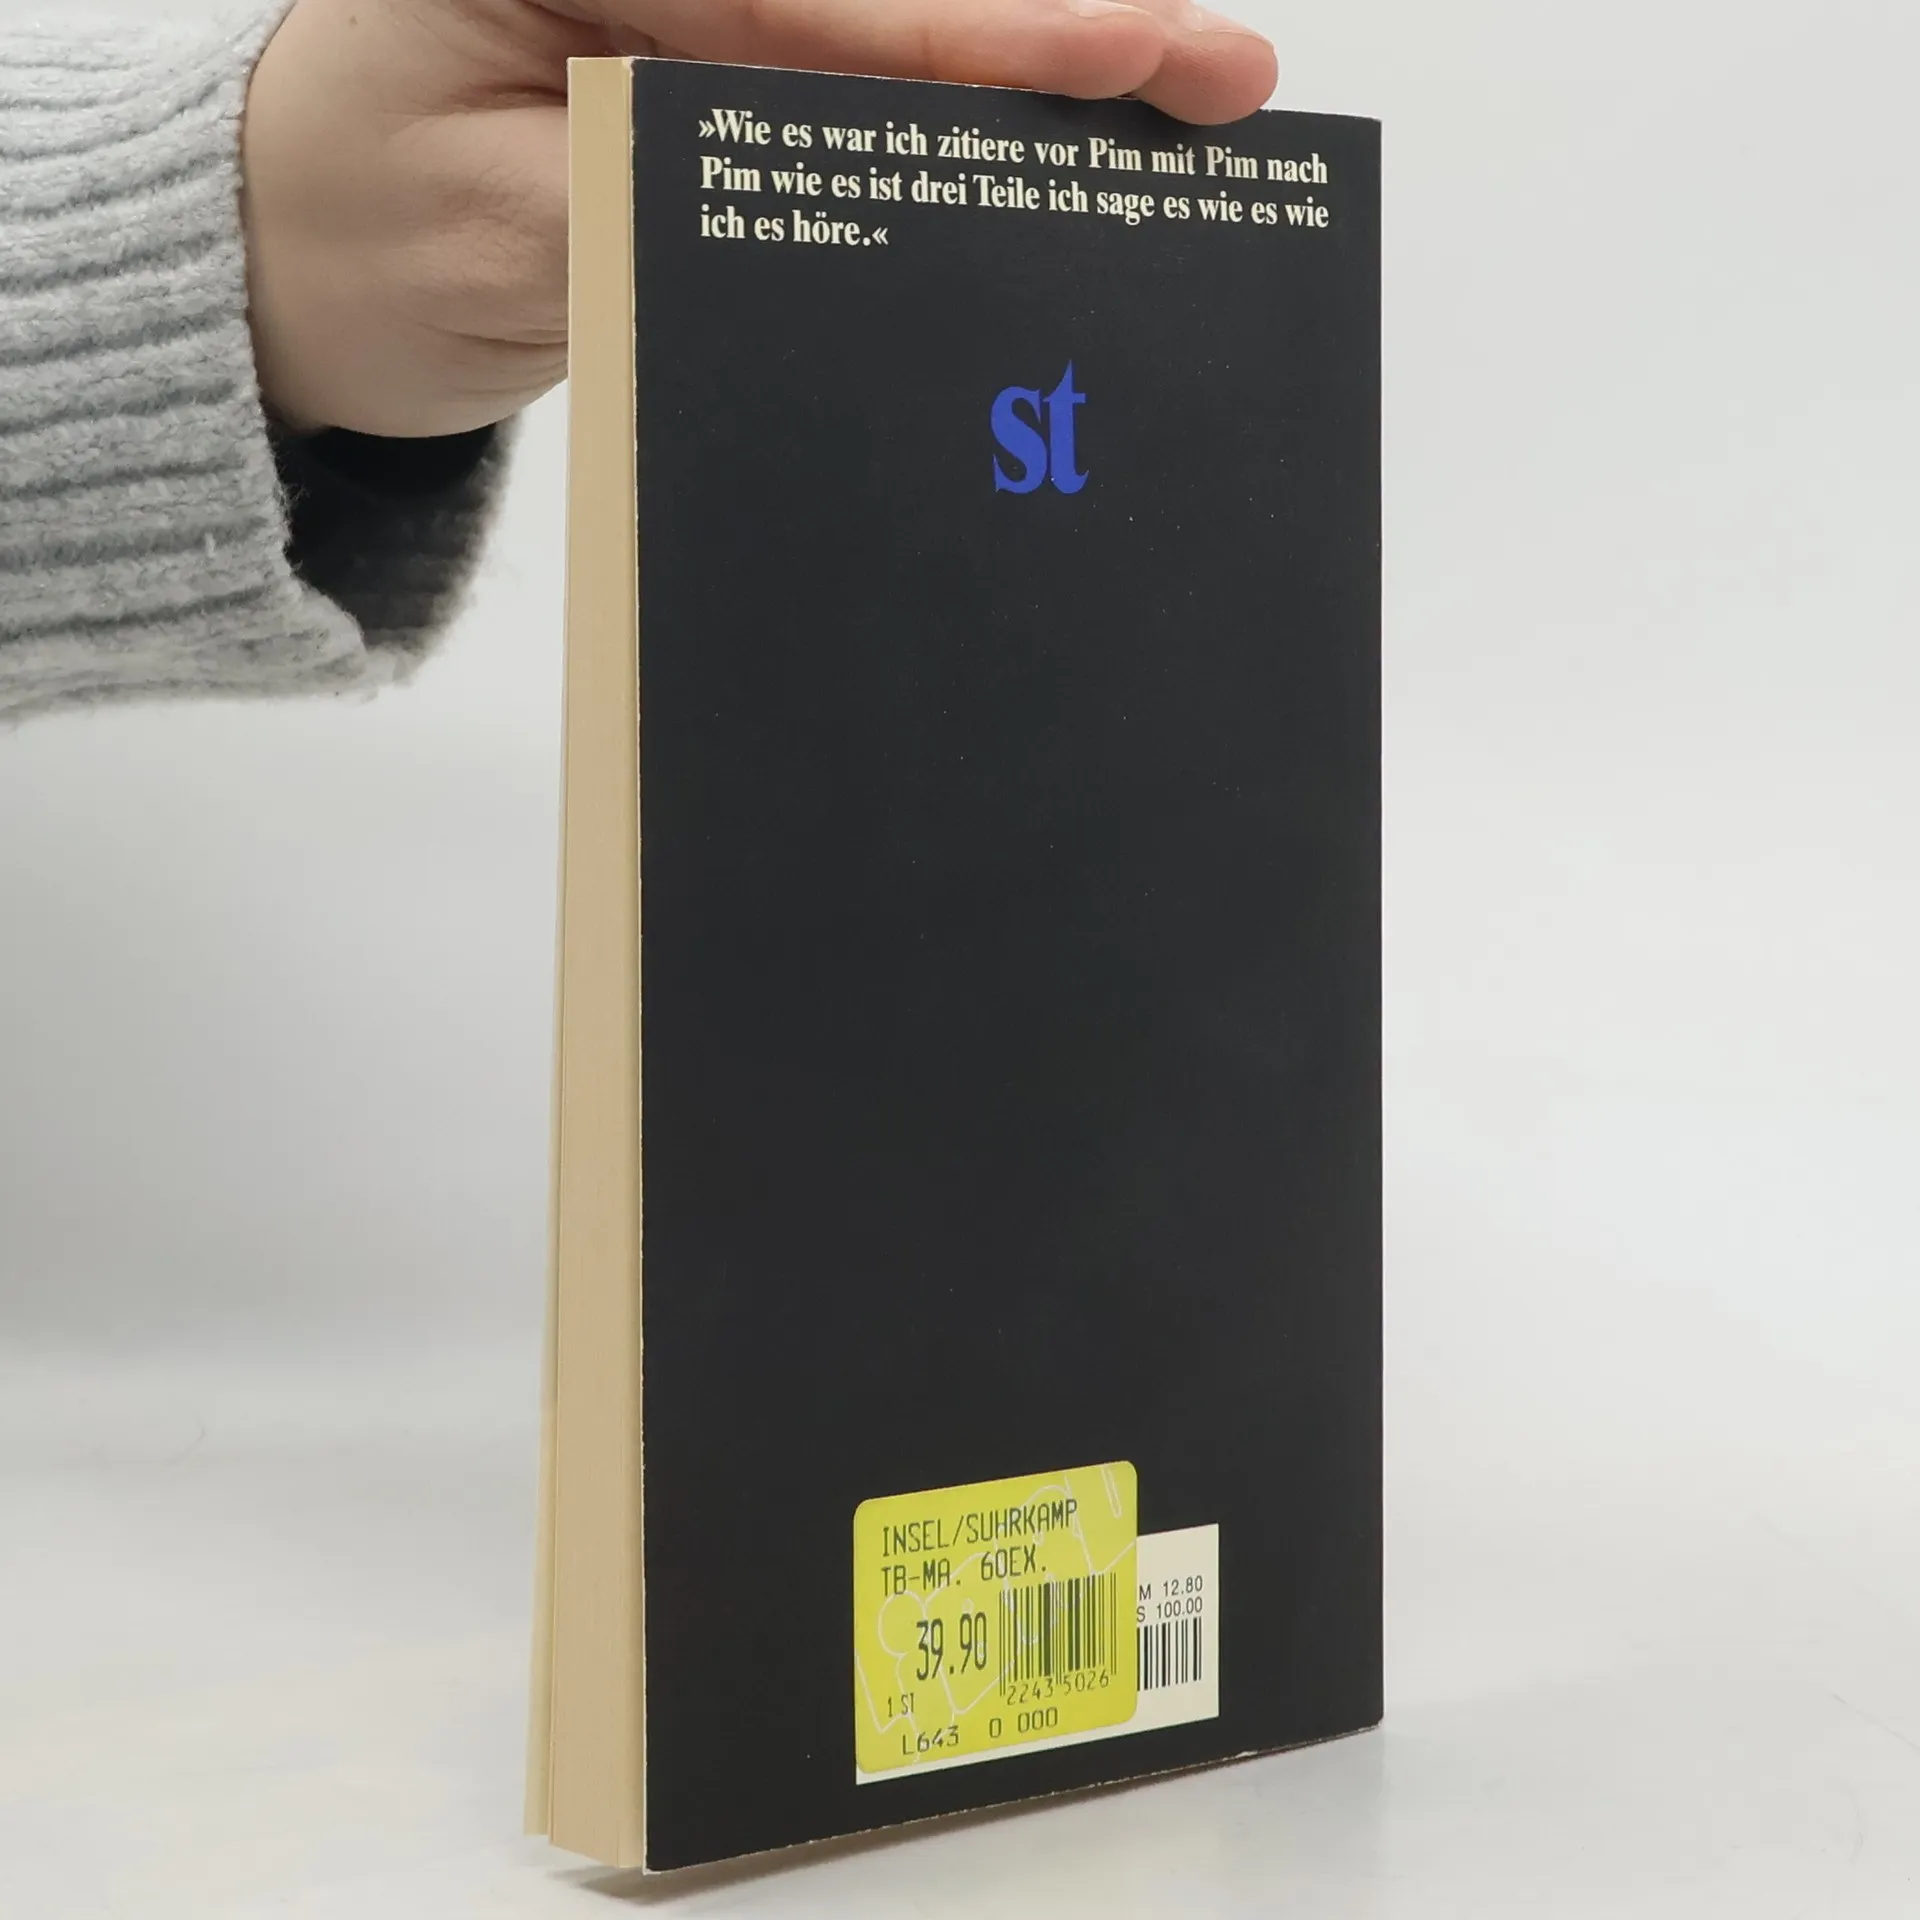 »Wie es war ich zitiere vor Pim mit Pim nach
Pim wie es ist drei Teile ich sage es wie es wie
ich es höre.«
st
INSEL/SUHRKAMP
TB-MA. 60EX.
39.90
22435026
1 ST
L643 0 000
M 12.80
S 100.00